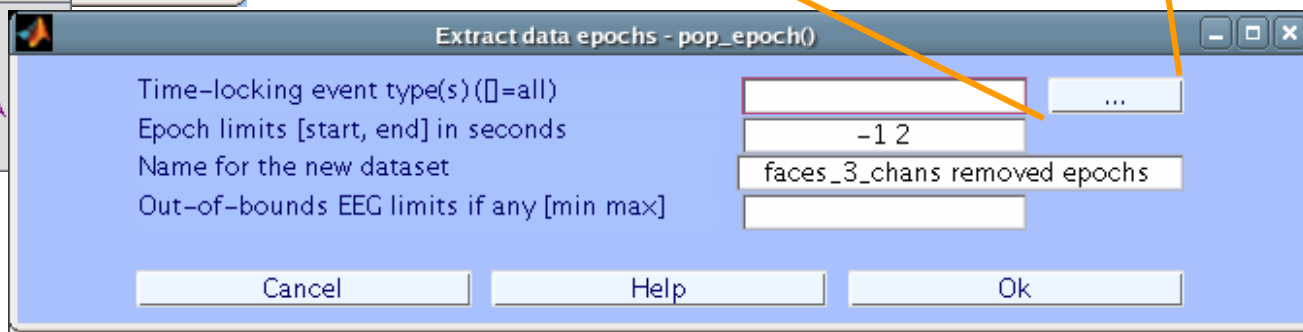 Extract data epochs - pop_epoch()
Time-locking event type(s) ([]=all)
...
Epoch limits [start, end] in seconds
-1 2
Name for the new dataset
faces_3_chans removed epochs
Out-of-bounds EEG limits if any [min max]
Cancel
Help
Ok